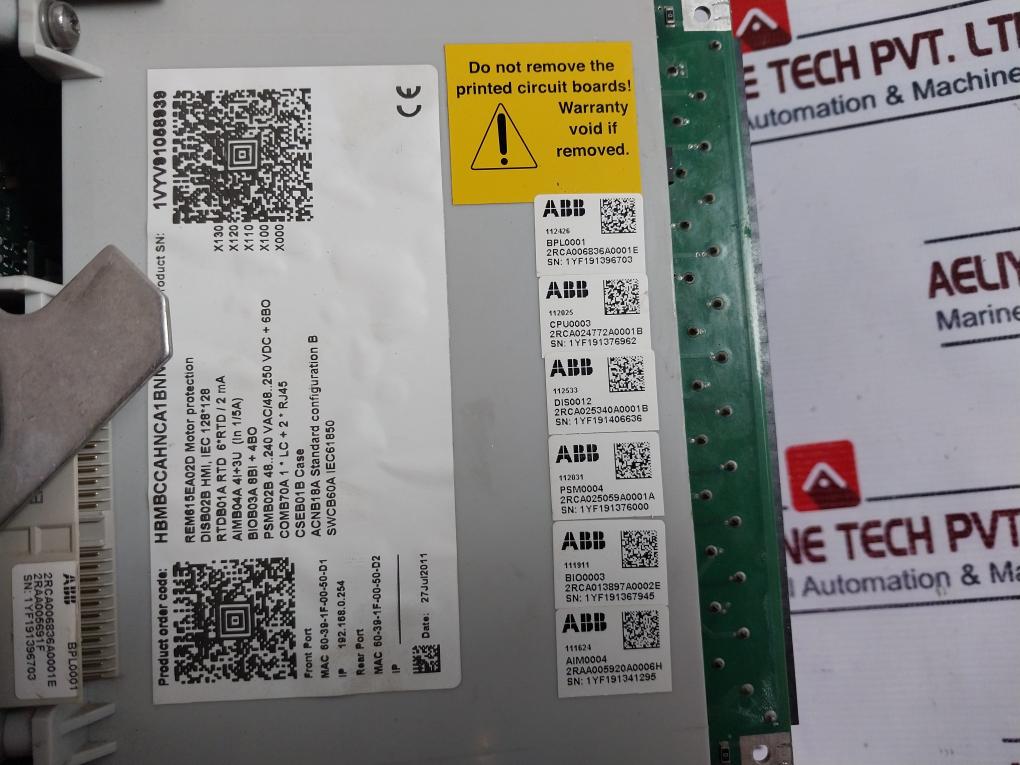 Product order code: HBMBCCAHNCA1BNN
oduct SN: 1VYV9105893
REM615EA02D Motor protection
DISB02B HMI, IEC 128*128
RTDB01A RTD 6*RTD / 2 mA X130
AIMB04A 4I+3U (In 1/5A) X120
BIOB03A 8BI + 4BO X110
PSMB02B 48..240 VAC/48..250 VDC + 6BO X100
COMB70A 1 * LC + 2 * RJ45 X000
CSEB01B Case
ACNB18A Standard configuration B
SWCB60A IEC61850
Front Port
MAC 60-39-1F-00-50-D1
IP 192.168.0.254
Rear Port
MAC 60-39-1F-00-50-D2
IP
Date: 27Jul2011
CE
Do not remove the
printed circuit boards!
Warranty
void if
removed.
ABB
112426
BPL0001
2RCA006836A0001E
SN: 1YF191396703
ABB
112025
CPU0003
2RCA024772A0001B
SN: 1YF191376962
ABB
112533
DIS0012
2RCA025340A0001B
SN: 1YF191406636
ABB
112031
PSM0004
2RCA025059A0001A
SN: 1YF191376000
ABB
111911
BIO0003
2RCA013897A0002E
SN: 1YF191367945
ABB
111624
AIM0004
2RAA005920A0006H
SN: 1YF191341295
ABB BPL0001
2RCA006836A0001E
2RAA005691F
SN: 1YF191396703
E TECH PVT. LT
Automation & Machine
AELIY
Marine
NE TECH PVT
l Automation & Ma